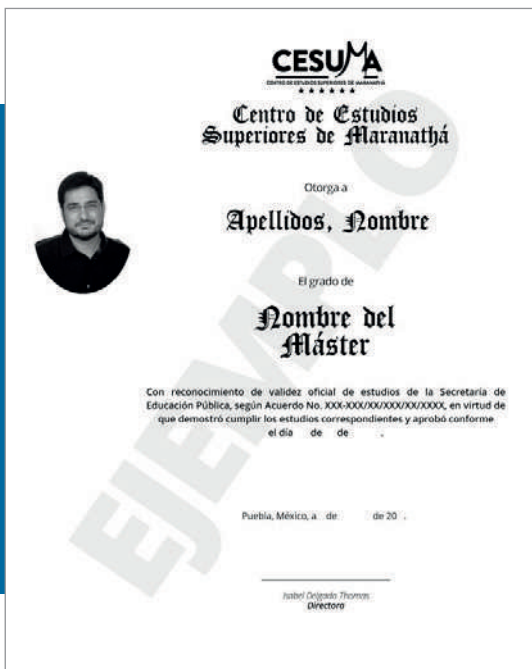 CESUMA
CENTRO DE ESTUDIOS SUPERIORES DE MARANATHÁ
Centro de Estudios
Superiores de Maranathá
Otorga a
Apellidos, Nombre
El grado de
Nombre del
Máster
Con reconocimiento de validez oficial de estudios de la Secretaría de
Educación Pública, según Acuerdo No. XXX-XXX/XX/XXX/XX/XXXX, en virtud de
que demostró cumplir los estudios correspondientes y aprobó conforme
el día de de .
Puebla, México, a de de 20 .
Isabel Delgado Thomas
Directora
EJEMPLO